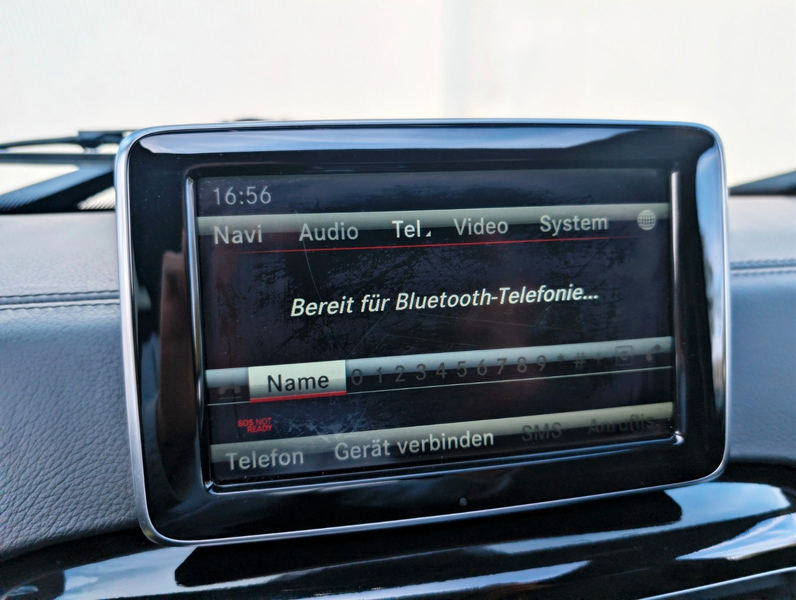 16:56
Navi Audio Tel Video System
Bereit für Bluetooth-Telefonie...
Name 0 1 2 3 4 5 6 7 8 9 * # +
SOS NOT
READY
Telefon Gerät verbinden SMS